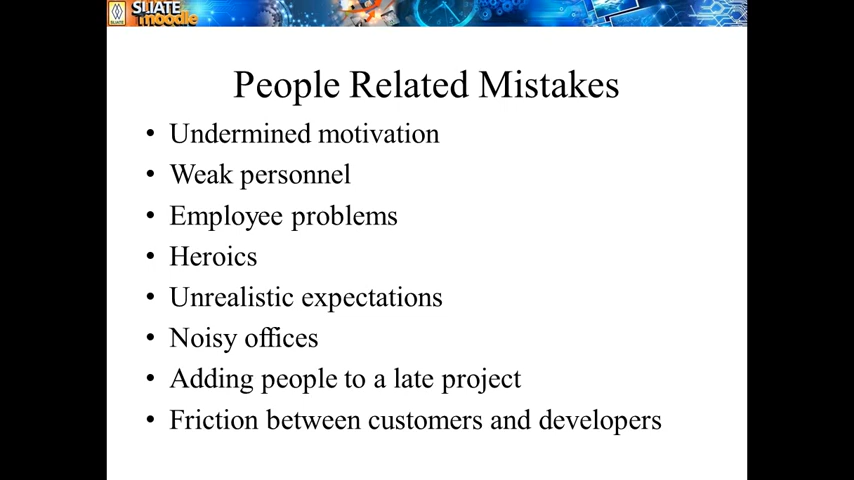 SLIATE
moodle
SLIATE
People Related Mistakes
• Undermined motivation
• Weak personnel
• Employee problems
• Heroics
• Unrealistic expectations
• Noisy offices
• Adding people to a late project
• Friction between customers and developers